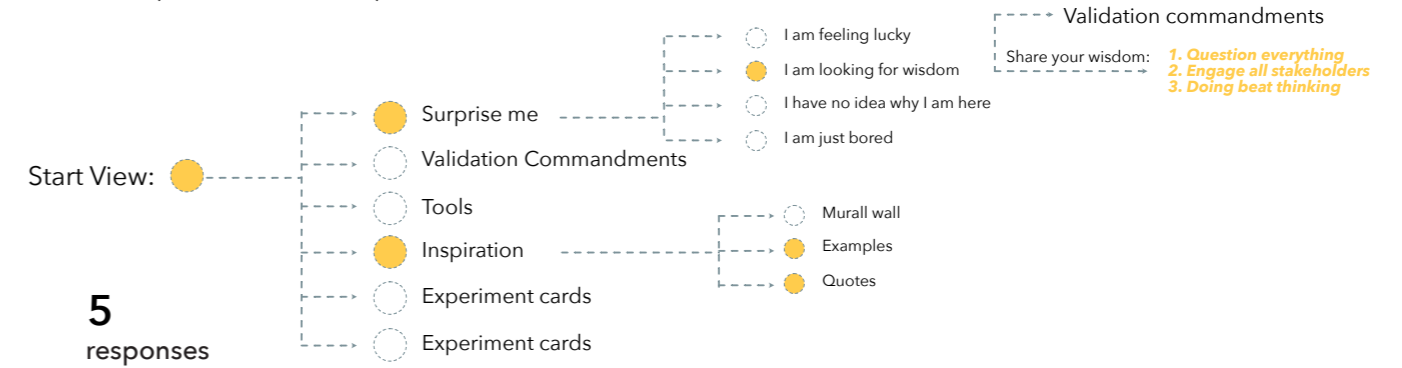 Start View:
5
responses
Surprise me
Validation Commandments
Tools
Inspiration
Experiment cards
Experiment cards
I am feeling lucky
I am looking for wisdom
I have no idea why I am here
I am just bored
Murall wall
Examples
Quotes
Validation commandments
Share your wisdom:
1. Question everything
2. Engage all stakeholders
3. Doing beat thinking